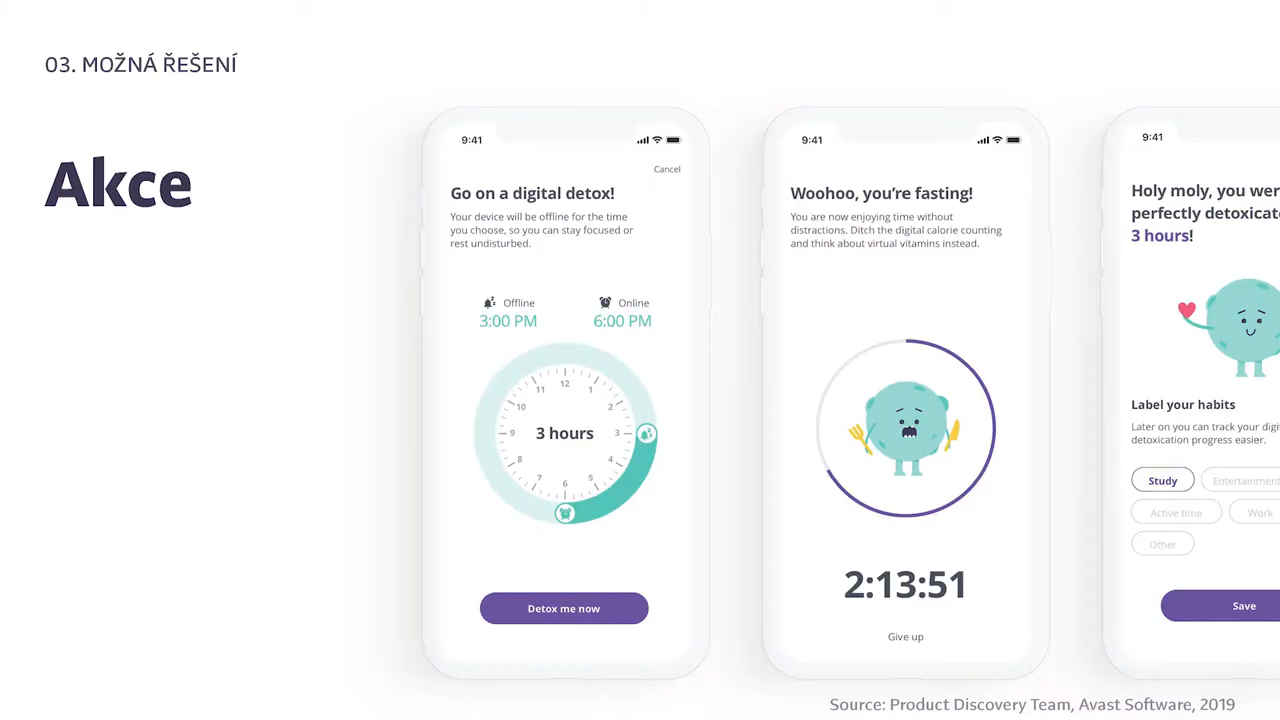 03. MOŽNÁ ŘEŠENÍ
Akce
9:41
Cancel
Go on a digital detox!
Your device will be offline for the time
you choose, so you can stay focused or
rest undisturbed.
Offline
Online
3:00 PM
6:00 PM
12
11
1
10
2
9
3 hours
3
8
4
7
5
6
Detox me now
9:41
Woohoo, you’re fasting!
You are now enjoying time without
distractions. Ditch the digital calorie counting
and think about virtual vitamins instead.
2:13:51
Give up
9:41
Holy moly, you wer
perfectly detoxicat
3 hours!
Label your habits
Later on you can track your digi
detoxication progress easier.
Study
Entertainment
Active time
Work
Other
Save
Source: Product Discovery Team, Avast Software, 2019